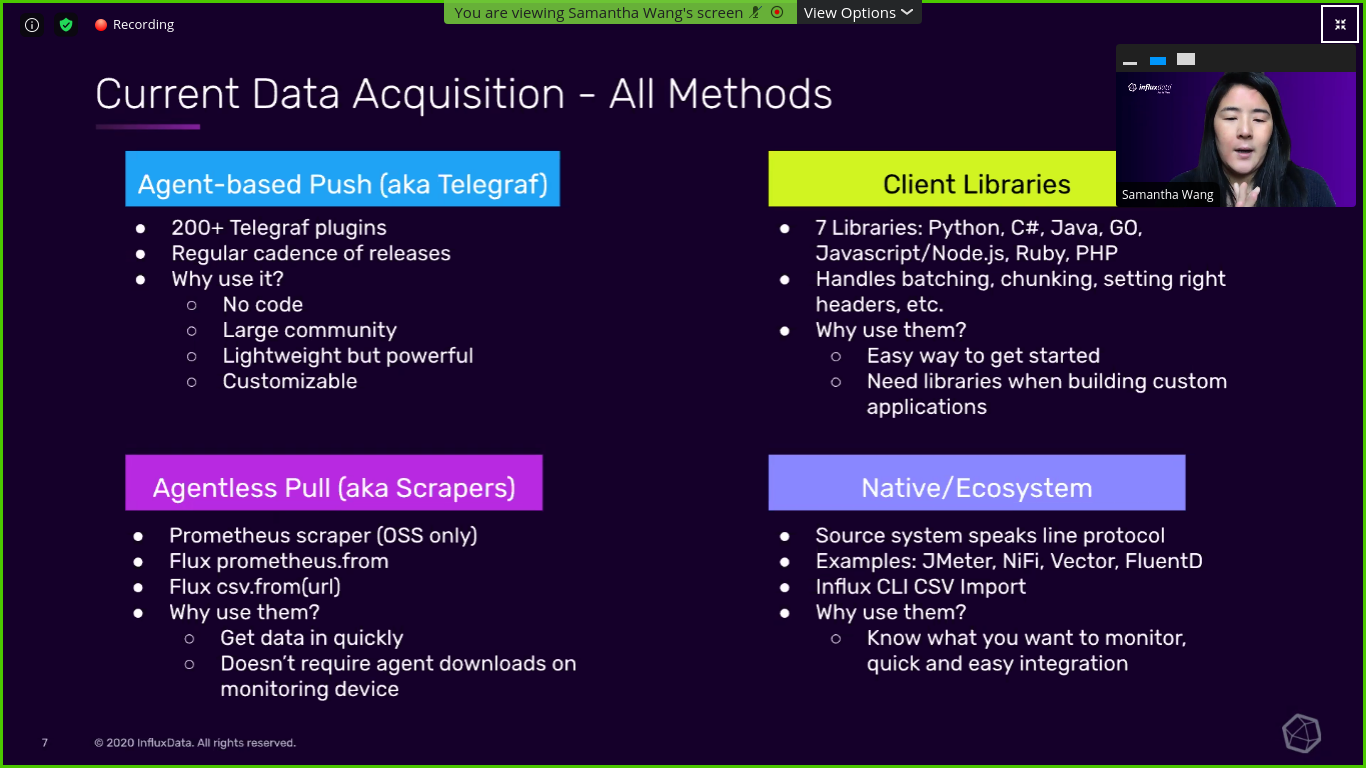 You are viewing Samantha Wang's screen
View Options
Recording
Current Data Acquisition - All Methods
influxdata
Samantha Wang
Agent-based Push (aka Telegraf)
200+ Telegraf plugins
Regular cadence of releases
Why use it?
No code
Large community
Lightweight but powerful
Customizable
Client Libraries
7 Libraries: Python, C#, Java, GO,
Javascript/Node.js, Ruby, PHP
Handles batching, chunking, setting right
headers, etc.
Why use them?
Easy way to get started
Need libraries when building custom
applications
Agentless Pull (aka Scrapers)
Prometheus scraper (OSS only)
Flux prometheus.from
Flux csv.from(url)
Why use them?
Get data in quickly
Doesn't require agent downloads on
monitoring device
Native/Ecosystem
Source system speaks line protocol
Examples: JMeter, NiFi, Vector, FluentD
Influx CLI CSV Import
Why use them?
Know what you want to monitor,
quick and easy integration
7
© 2020 InfluxData. All rights reserved.